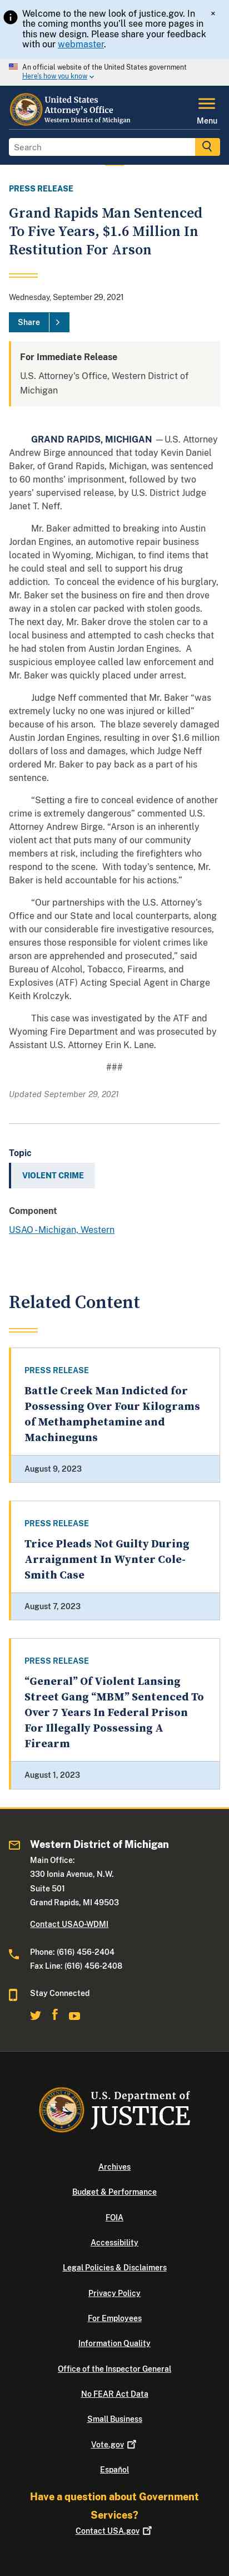 Welcome to the new look of justice.gov. In
the coming months you'll see more pages in
this new design. Please share your feedback
with our webmaster.
×
An official website of the United States government
Here's how you know
United States
Attorney's Office
Western District of Michigan
Menu
Search
PRESS RELEASE
Grand Rapids Man Sentenced
To Five Years, $1.6 Million In
Restitution For Arson
Wednesday, September 29, 2021
Share
For Immediate Release
U.S. Attorney's Office, Western District of
Michigan
GRAND RAPIDS, MICHIGAN — U.S. Attorney
Andrew Birge announced that today Kevin Daniel
Baker, of Grand Rapids, Michigan, was sentenced
to 60 months' imprisonment, followed by two
years' supervised release, by U.S. District Judge
Janet T. Neff.
Mr. Baker admitted to breaking into Austin
Jordan Engines, an automotive repair business
located in Wyoming, Michigan, to find items that
he could steal and sell to support his drug
addiction.  To conceal the evidence of his burglary,
Mr. Baker set the business on fire and then drove
away in a stolen car packed with stolen goods.
The next day, Mr. Baker drove the stolen car to a
local dealership and attempted to cash checks that
he had stolen from Austin Jordan Engines.  A
suspicious employee called law enforcement and
Mr. Baker was quickly placed under arrest.
Judge Neff commented that Mr. Baker "was
extremely lucky no one was injured or killed"
because of his arson.  The blaze severely damaged
Austin Jordan Engines, resulting in over $1.6 million
dollars of loss and damages, which Judge Neff
ordered Mr. Baker to pay back as a part of his
sentence.
"Setting a fire to conceal evidence of another
crime is extremely dangerous," commented U.S.
Attorney Andrew Birge. "Arson is an inherently
violent act that puts many of our community
members at risk, including the firefighters who
respond to the scene.  With today's sentence, Mr.
Baker is held accountable for his actions."
"Our partnerships with the U.S. Attorney's
Office and our State and local counterparts, along
with our considerable fire investigative resources,
ensures those responsible for violent crimes like
arson are apprehended and prosecuted," said
Bureau of Alcohol, Tobacco, Firearms, and
Explosives (ATF) Acting Special Agent in Charge
Keith Krolczyk.
This case was investigated by the ATF and
Wyoming Fire Department and was prosecuted by
Assistant U.S. Attorney Erin K. Lane.
###
Updated September 29, 2021
Topic
VIOLENT CRIME
Component
USAO - Michigan, Western
Related Content
PRESS RELEASE
Battle Creek Man Indicted for
Possessing Over Four Kilograms
of Methamphetamine and
Machineguns
August 9, 2023
PRESS RELEASE
Trice Pleads Not Guilty During
Arraignment In Wynter Cole-
Smith Case
August 7, 2023
PRESS RELEASE
"General" Of Violent Lansing
Street Gang "MBM" Sentenced To
Over 7 Years In Federal Prison
For Illegally Possessing A
Firearm
August 1, 2023
Western District of Michigan
Main Office:
330 Ionia Avenue, N.W.
Suite 501
Grand Rapids, MI 49503
Contact USAO-WDMI
Phone: (616) 456-2404
Fax Line: (616) 456-2408
Stay Connected
U.S. Department of
JUSTICE
Archives
Budget & Performance
FOIA
Accessibility
Legal Policies & Disclaimers
Privacy Policy
For Employees
Information Quality
Office of the Inspector General
No FEAR Act Data
Small Business
Vote.gov
Español
Have a question about Government
Services?
Contact USA.gov